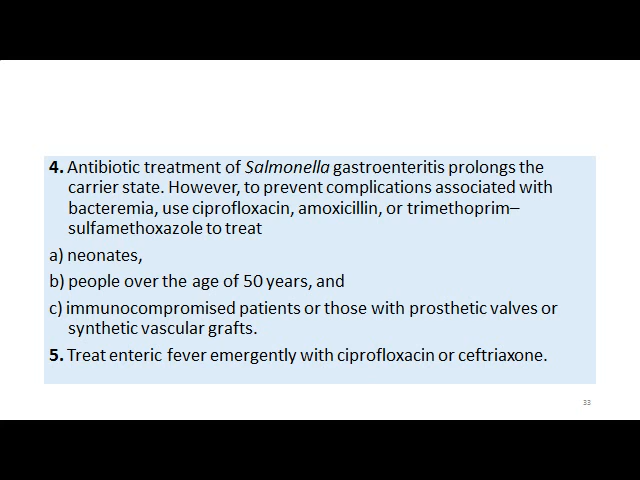 4. Antibiotic treatment of Salmonella gastroenteritis prolongs the
carrier state. However, to prevent complications associated with
bacteremia, use ciprofloxacin, amoxicillin, or trimethoprim–
sulfamethoxazole to treat
a) neonates,
b) people over the age of 50 years, and
c) immunocompromised patients or those with prosthetic valves or
synthetic vascular grafts.
5. Treat enteric fever emergently with ciprofloxacin or ceftriaxone.
33